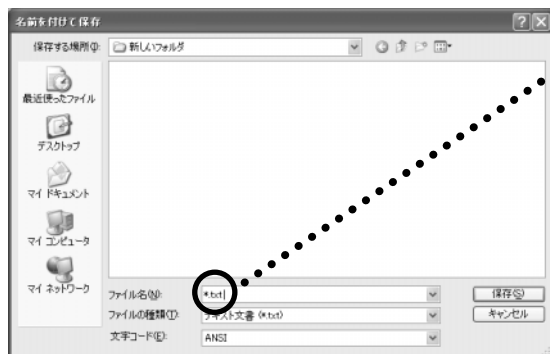 名前を付けて保存
保存する場所(I): 新しいフォルダ
最近使ったファイル
デスクトップ
マイ ドキュメント
マイ コンピュータ
マイ ネットワーク
ファイル名(N): *.txt 保存(S)
ファイルの種類(T): テキスト文書 (*.txt) キャンセル
文字コード(E): ANSI